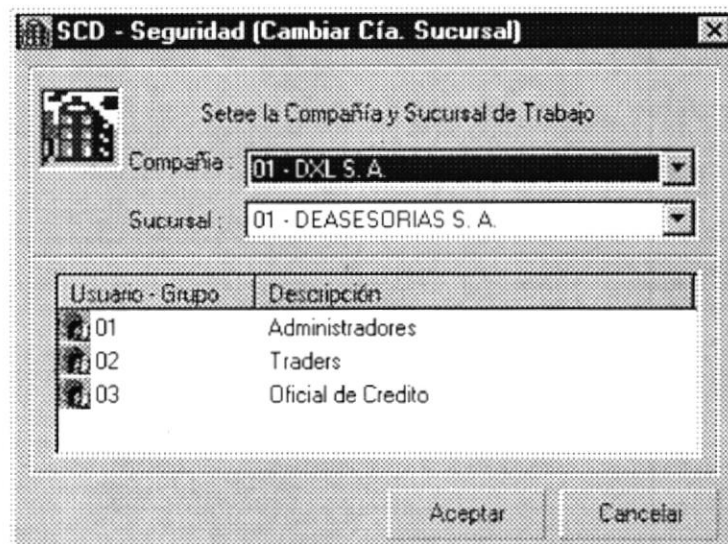 SCD - Seguridad (Cambiar Cía. Sucursal)
Setee la Compañía y Sucursal de Trabajo
Compañia : 01 - DXL S. A.
Sucursal : 01 - DEASESORIAS S. A.
Usuario - Grupo Descripción
01 Administradores
02 Traders
03 Oficial de Credito
Aceptar Cancelar